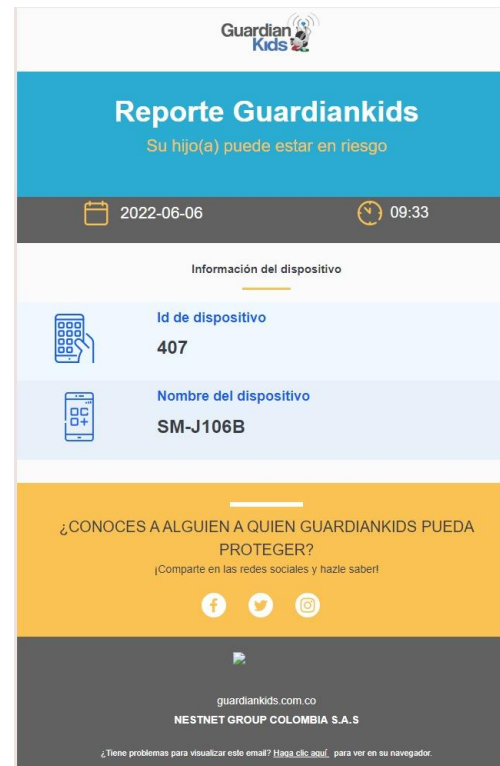 Guardian
Kids
Reporte Guardiankids
Su hijo(a) puede estar en riesgo
2022-06-06
09:33
Información del dispositivo
Id de dispositivo
407
Nombre del dispositivo
SM-J106B
¿CONOCES A ALGUIEN A QUIEN GUARDIANKIDS PUEDA
PROTEGER?
¡Comparte en las redes sociales y hazle saber!
guardiankids.com.co
NESTNET GROUP COLOMBIA S.A.S
¿Tiene problemas para visualizar este email? Haga clic aquí para ver en su navegador.